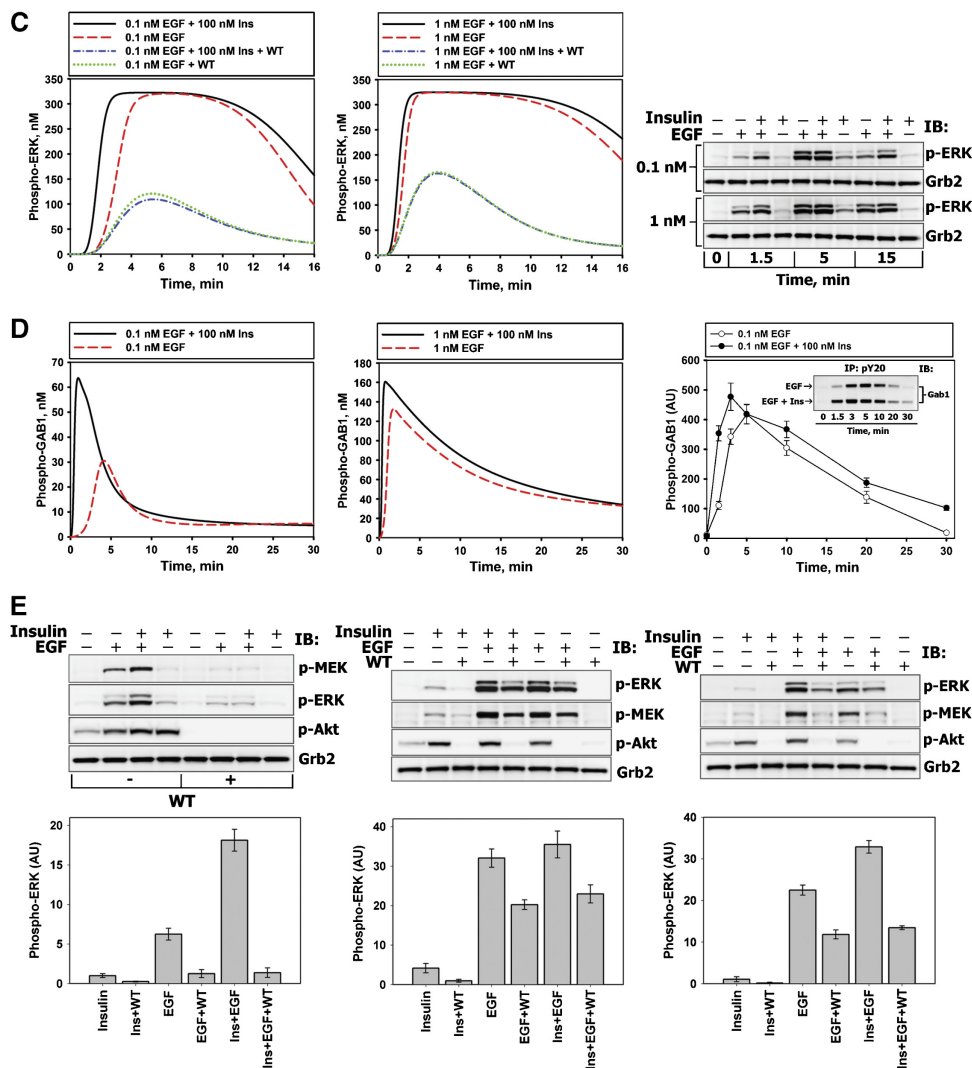 C
0.1 nM EGF + 100 nM Ins
0.1 nM EGF
0.1 nM EGF + 100 nM Ins + WT
0.1 nM EGF + WT
Phospho-ERK, nM
350
300
250
200
150
100
50
0
0 2 4 6 8 10 12 14 16
Time, min
1 nM EGF + 100 nM Ins
1 nM EGF
1 nM EGF + 100 nM Ins + WT
1 nM EGF + WT
Phospho-ERK, nM
350
300
250
200
150
100
50
0
0 2 4 6 8 10 12 14 16
Time, min
Insulin – – + + – + + – + +
EGF – + + – + + – + + –
IB:
0.1 nM
p-ERK
Grb2
1 nM
p-ERK
Grb2
0 1.5 5 15
Time, min
D
0.1 nM EGF + 100 nM Ins
0.1 nM EGF
Phospho-GAB1, nM
70
60
50
40
30
20
10
0
0 5 10 15 20 25 30
Time, min
1 nM EGF + 100 nM Ins
1 nM EGF
Phospho-GAB1, nM
180
160
140
120
100
80
60
40
20
0
0 5 10 15 20 25 30
Time, min
0.1 nM EGF
0.1 nM EGF + 100 nM Ins
Phospho-GAB1 (AU)
600
500
400
300
200
100
0
0 5 10 15 20 25 30
Time, min
IP: pY20 IB:
EGF→
EGF + Ins→
Gab1
0 1.5 3 5 10 20 30
Time, min
E
Insulin – – + + – – + +
EGF – + + – – + + –
IB:
p-MEK
p-ERK
p-Akt
Grb2
- +
WT
Insulin – + + + + – – –
EGF – – – + + + + –
WT – – + – + – + +
IB:
p-ERK
p-MEK
p-Akt
Grb2
Insulin – + + + + – – –
EGF – – – + + + + –
WT – – + – + – + +
IB:
p-ERK
p-MEK
p-Akt
Grb2
Phospho-ERK (AU)
20
15
10
5
0
Insulin
Ins+WT
EGF
EGF+WT
Ins+EGF
Ins+EGF+WT
Phospho-ERK (AU)
40
30
20
10
0
Insulin
Ins+WT
EGF
EGF+WT
Ins+EGF
Ins+EGF+WT
Phospho-ERK (AU)
40
30
20
10
0
Insulin
Ins+WT
EGF
EGF+WT
Ins+EGF
Ins+EGF+WT